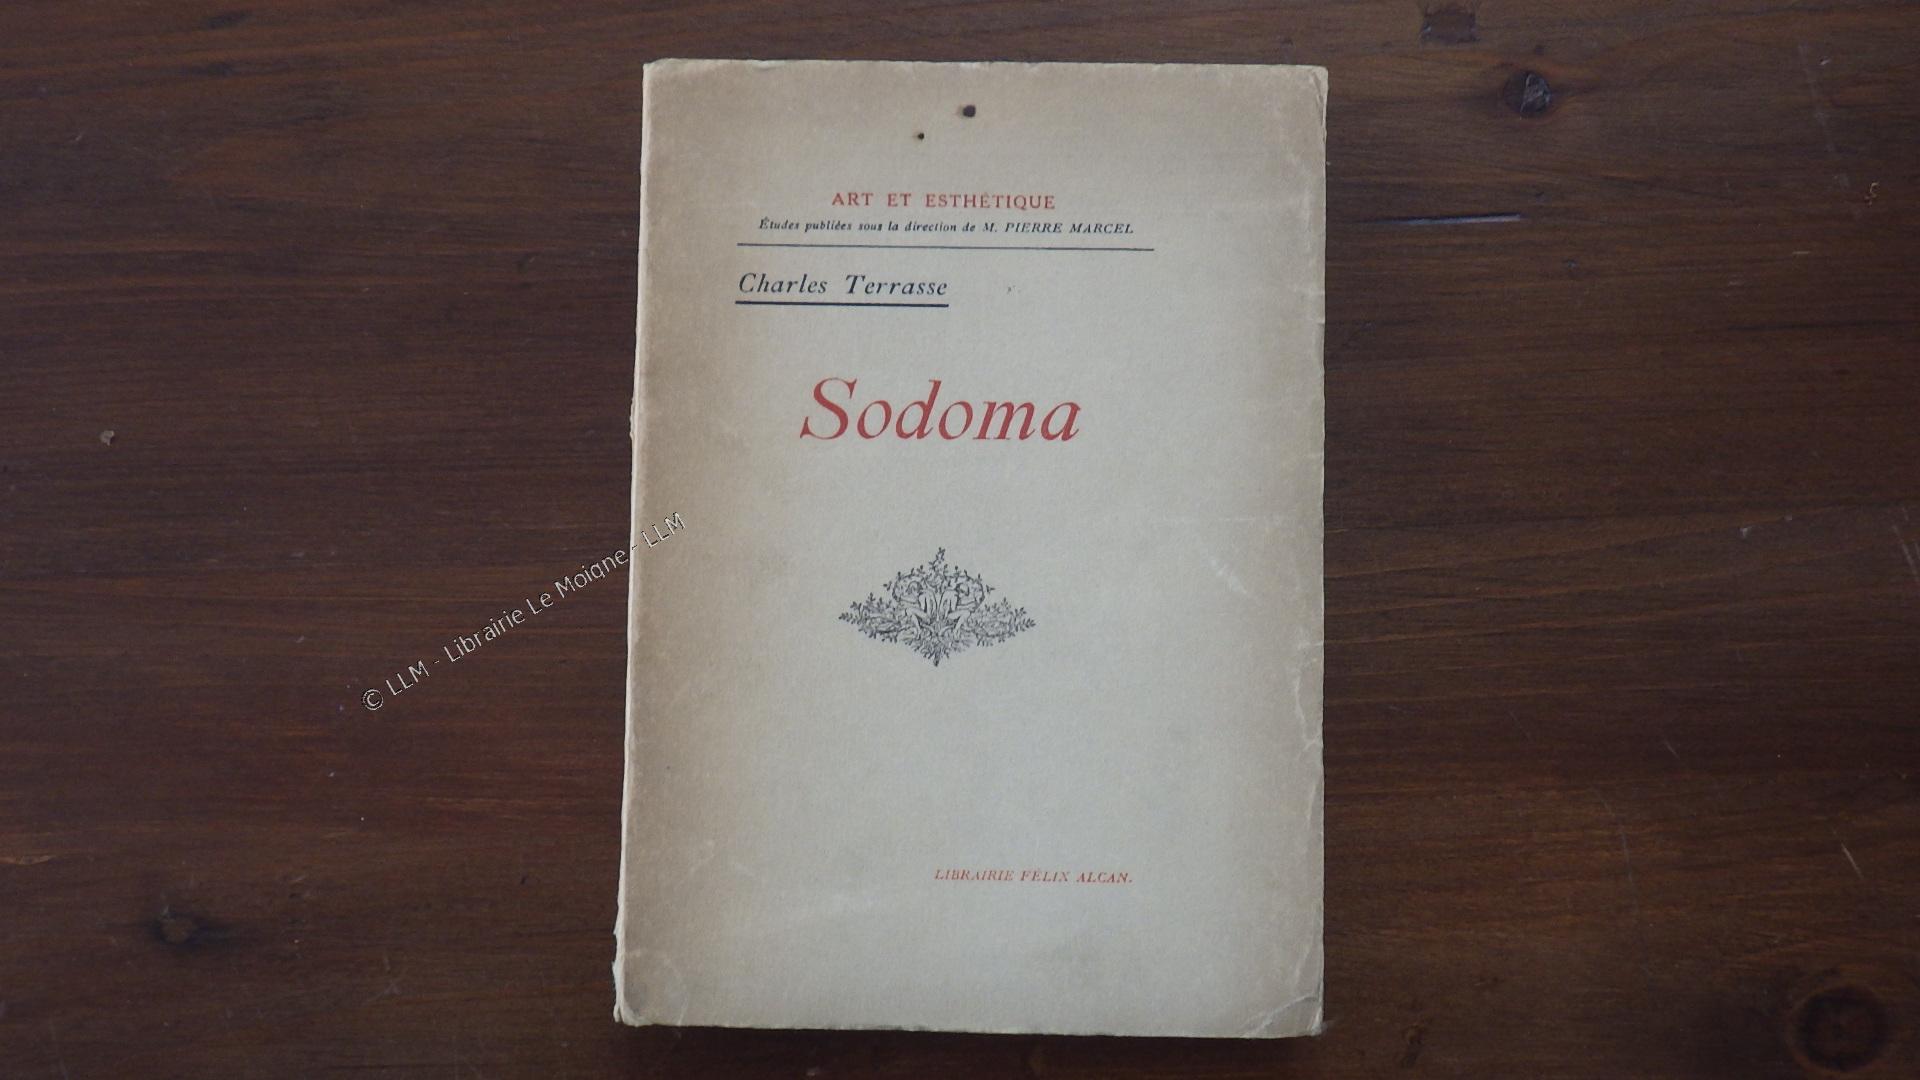 ART ET ESTHÉTIQUE
Études publiées sous la direction de M. PIERRE MARCEL
Charles Terrasse
Sodoma
LIBRAIRIE FÉLIX ALCAN.
© LLM - Librairie Le Moigne - LLM